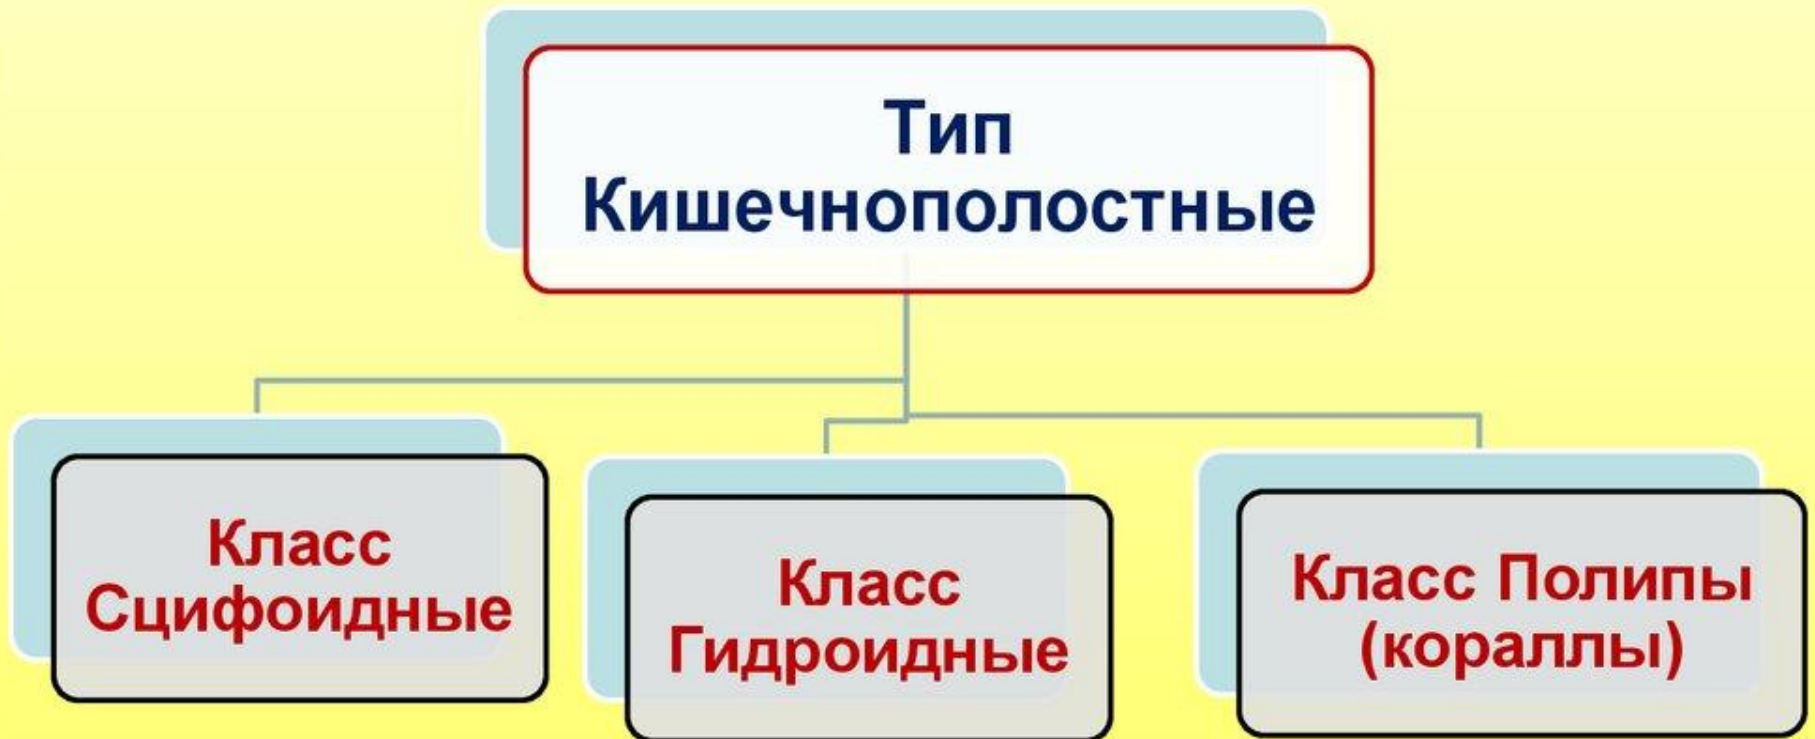 Тип
Кишечнополостные
Класс
Сцифоидные
Класс
Гидроидные
Класс Полипы
(кораллы)